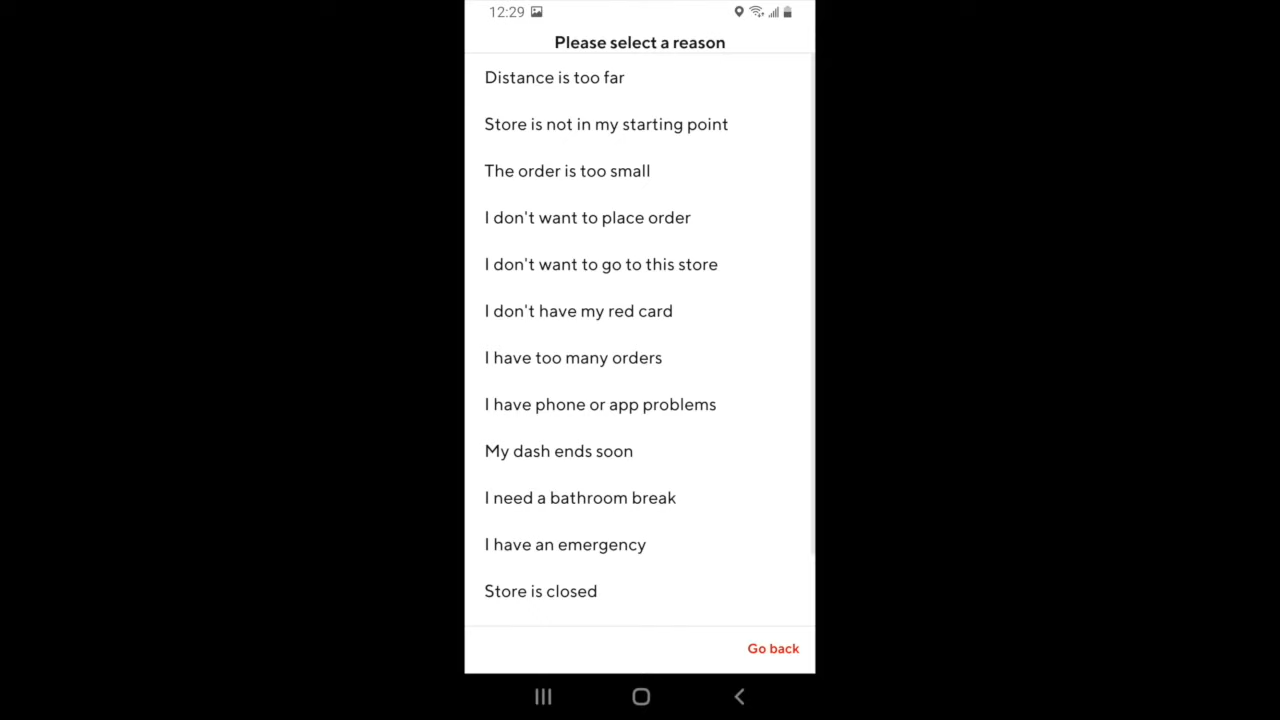 12:29
Please select a reason
Distance is too far
Store is not in my starting point
The order is too small
I don't want to place order
I don't want to go to this store
I don't have my red card
I have too many orders
I have phone or app problems
My dash ends soon
I need a bathroom break
I have an emergency
Store is closed
Go back